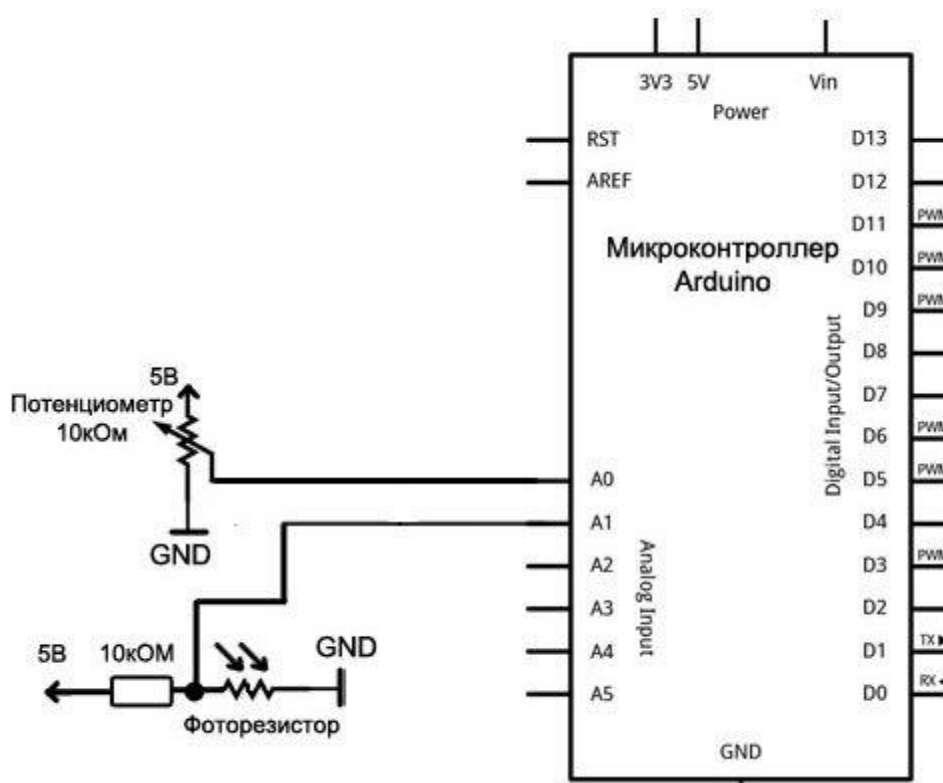 3V3 5V Vin
Power
RST
AREF
D13
D12
D11
D10
D9
D8
D7
D6
D5
D4
D3
D2
D1
D0
PWM
PWM
PWM
PWM
PWM
PWM
TX
RX
Микроконтроллер
Arduino
Digital Input/Output
A0
A1
A2
A3
A4
A5
Analog Input
GND
5В
Потенциометр
10кОм
GND
5В 10кОМ
GND
Фоторезистор